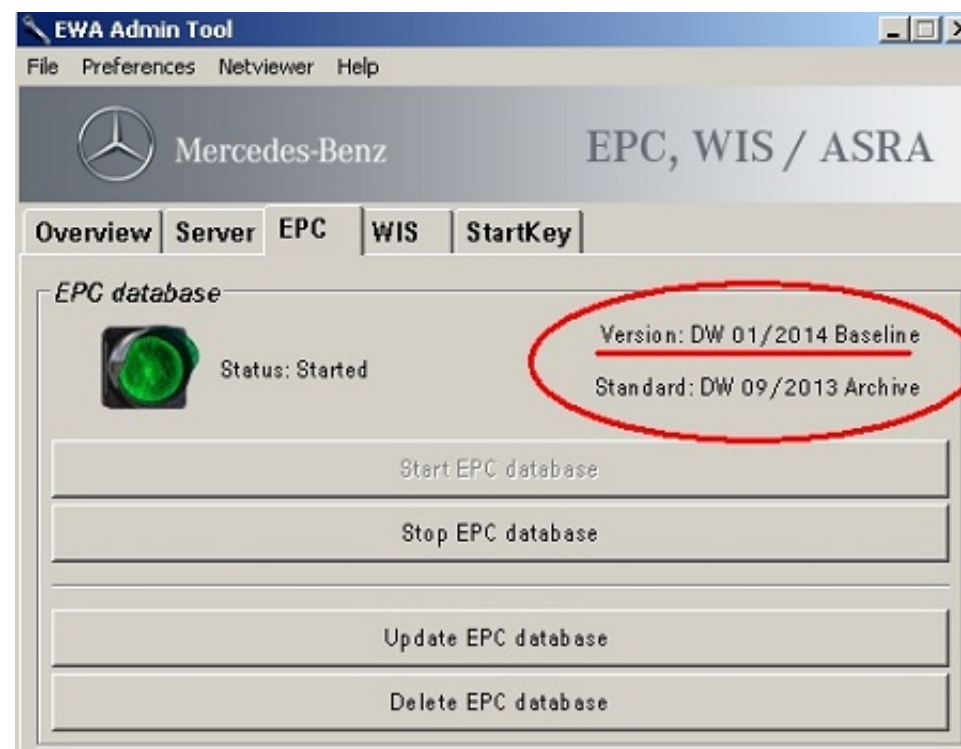 EWA Admin Tool
File Preferences Netviewer Help
Mercedes-Benz EPC, WIS / ASRA
Overview Server EPC WIS StartKey
EPC database
Version: DW 01/2014 Baseline
Status: Started
Standard: DW 09/2013 Archive
Start EPC database
Stop EPC database
Update EPC database
Delete EPC database